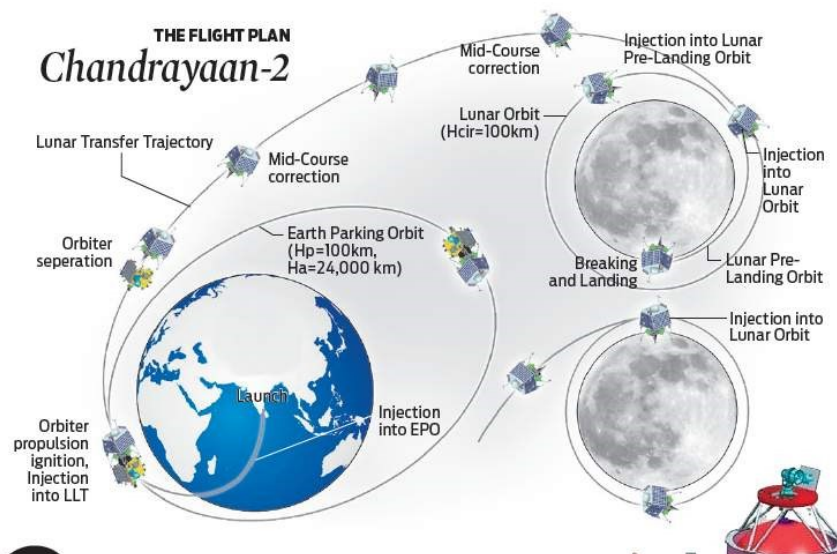 THE FLIGHT PLAN
Chandrayaan-2
Mid-Course
correction
Injection into Lunar
Pre-Landing Orbit
Lunar Orbit
(Hcir=100km)
Lunar Transfer Trajectory
Mid-Course
correction
Injection
into
Lunar
Orbit
Orbiter
seperation
Earth Parking Orbit
(Hp=100km,
Ha=24,000 km)
Breaking
and Landing
Lunar Pre-
Landing Orbit
Injection into
Lunar Orbit
Launch
Injection
into EPO
Orbiter
propulsion
ignition,
Injection
into LLT